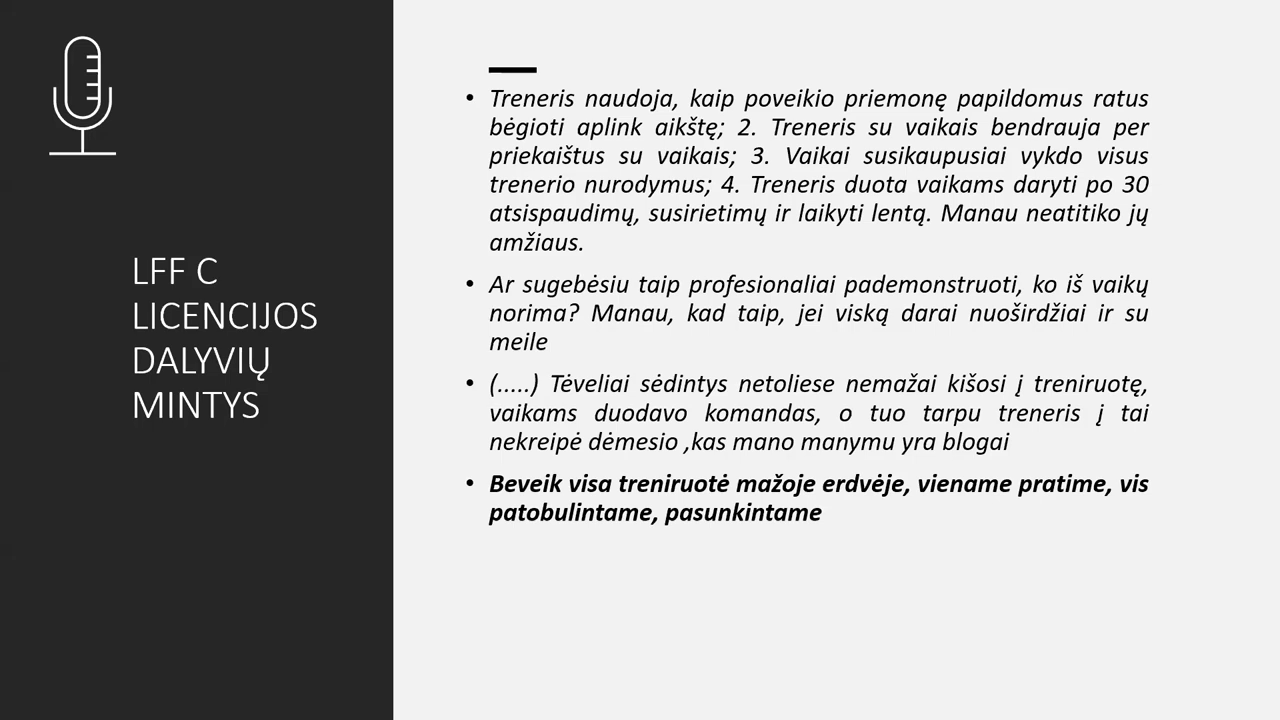 LFF C
LICENCIJOS
DALYVIŲ
MINTYS
• Treneris naudoja, kaip poveikio priemonę papildomus ratus
bėgioti aplink aikštę; 2. Treneris su vaikais bendrauja per
priekaištus su vaikais; 3. Vaikai susikaupusiai vykdo visus
trenerio nurodymus; 4. Treneris duota vaikams daryti po 30
atsispaudimų, susirietimų ir laikyti lentą. Manau neatitiko jų
amžiaus.
• Ar sugebėsiu taip profesionaliai pademonstruoti, ko iš vaikų
norima? Manau, kad taip, jei viską darai nuoširdžiai ir su
meile
• (.....) Tėveliai sėdintys netoliese nemažai kišosi į treniruotę,
vaikams duodavo komandas, o tuo tarpu treneris į tai
nekreipė dėmesio ,kas mano manymu yra blogai
• Beveik visa treniruotė mažoje erdvėje, viename pratime, vis
patobulintame, pasunkintame